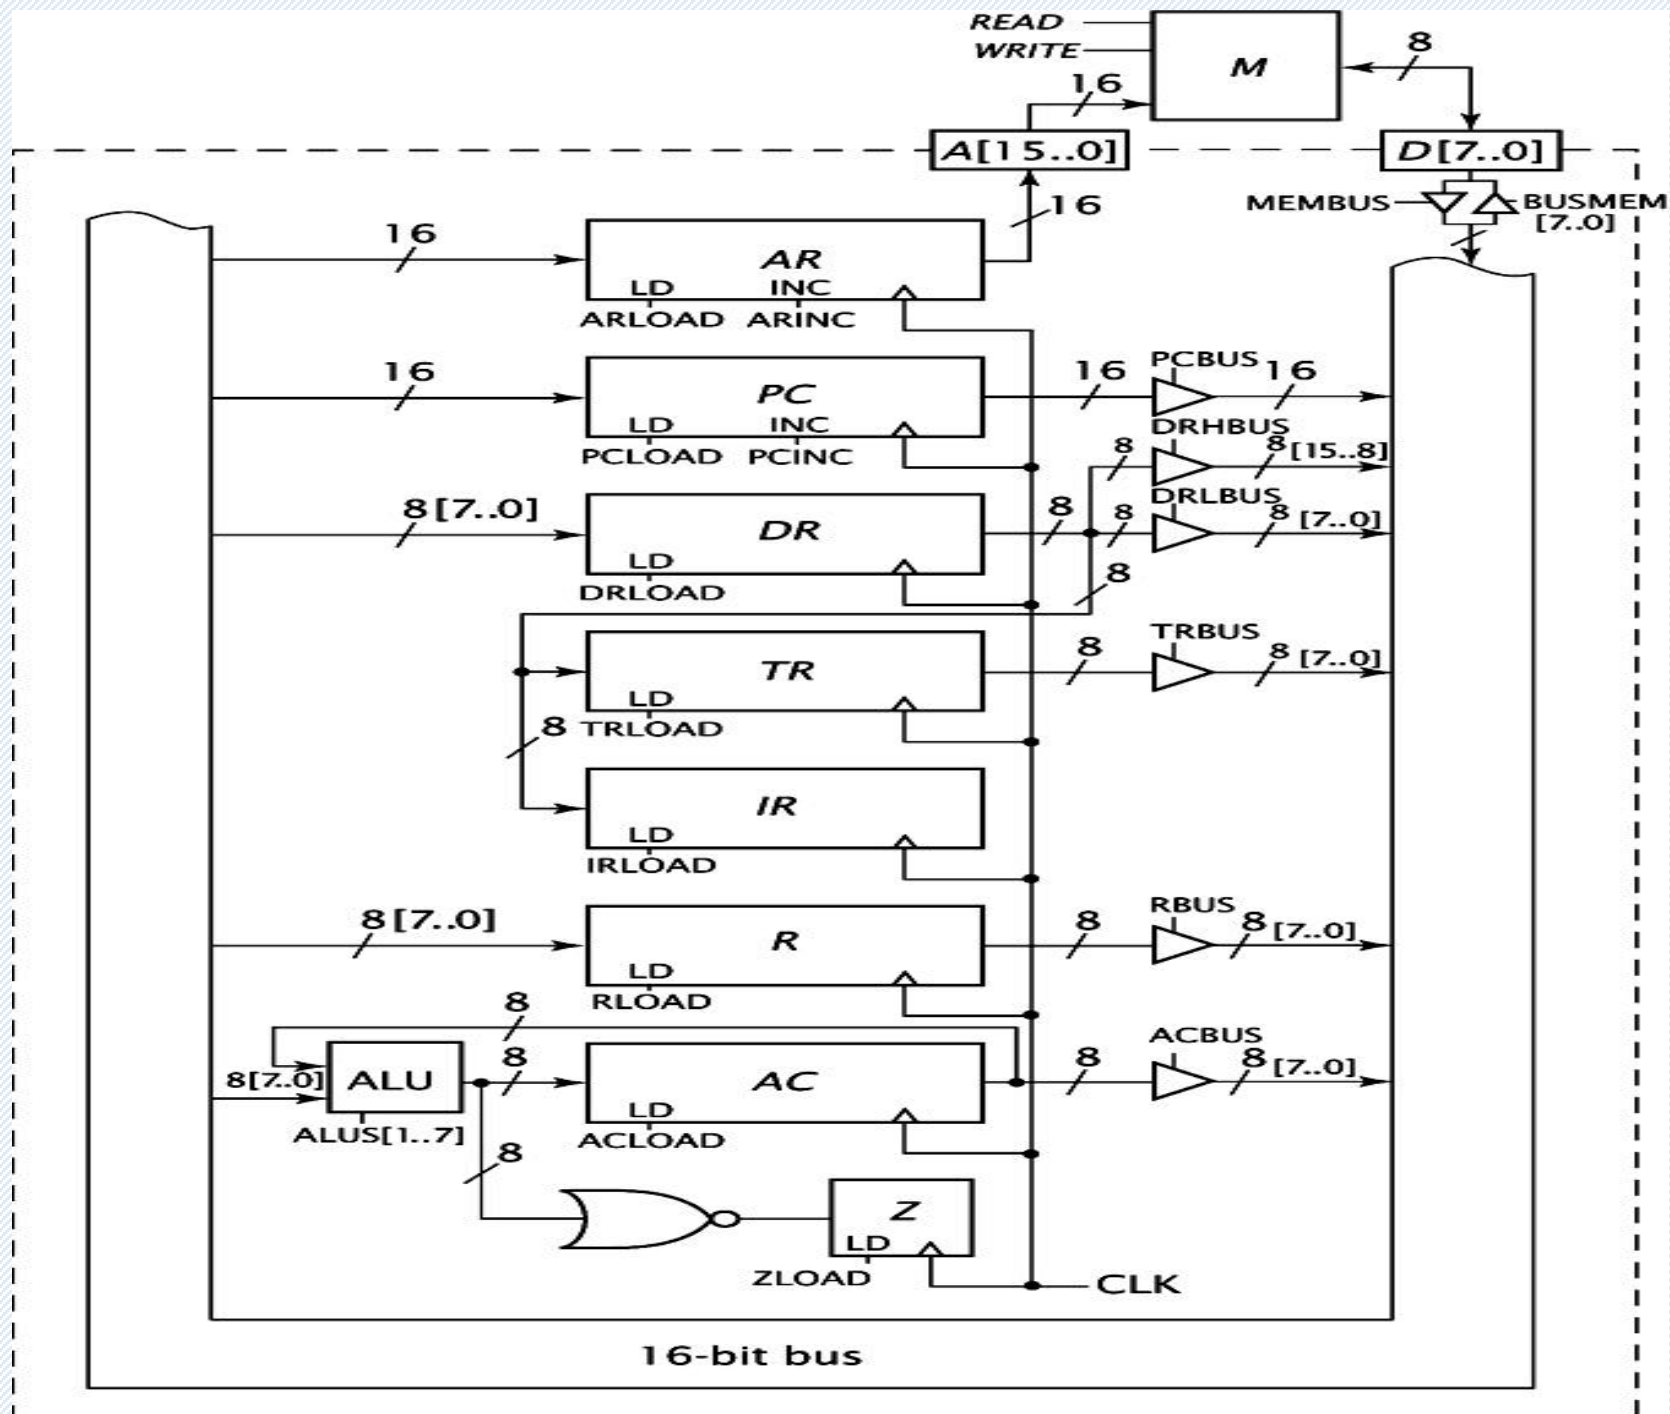 READ
WRITE
M
8
16
A[15..0]
D[7..0]
16
MEMBUS
BUSMEM
[7..0]
16
AR
LD INC
ARLOAD ARINC
16
PC
LD INC
PCLOAD PCINC
16
PCBUS
16
DRHBUS
8
8 [15..8]
8 [7..0]
DR
LD
DRLOAD
8
DRLBUS
8
8 [7..0]
8
TR
LD
TRLOAD
8
8
TRBUS
8 [7..0]
IR
LD
IRLOAD
8 [7..0]
R
LD
RLOAD
8
RBUS
8 [7..0]
8
8[7..0]
ALU
ALUS[1..7]
8
AC
LD
ACLOAD
8
ACBUS
8 [7..0]
8
Z
LD
ZLOAD
CLK
16-bit bus